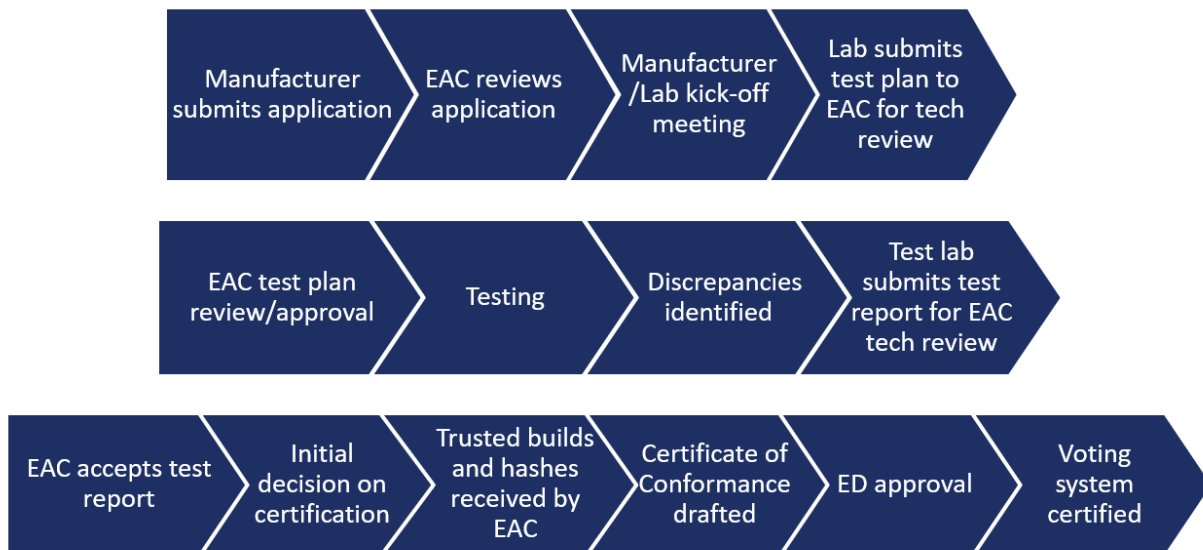 Manufacturer
submits application
EAC reviews
application
Manufacturer
/Lab kick-off
meeting
Lab submits
test plan to
EAC for tech
review
EAC test plan
review/approval
Testing
Discrepancies
identified
Test lab
submits test
report for EAC
tech review
EAC accepts test
report
Initial
decision on
certification
Trusted builds
and hashes
received by
EAC
Certificate of
Conformance
drafted
ED approval
Voting
system
certified